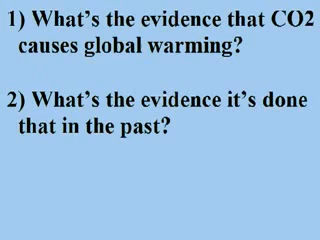 1) What's the evidence that CO2
causes global warming?
2) What's the evidence it's done
that in the past?